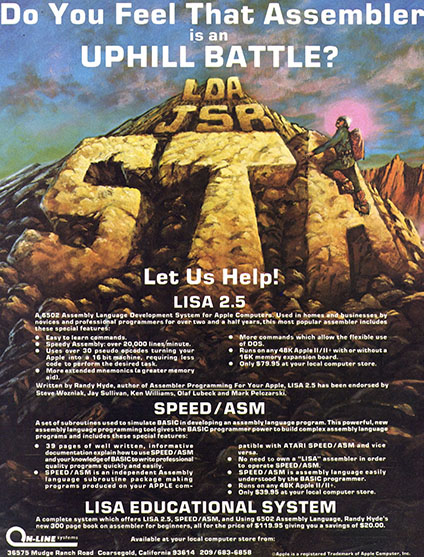 Do You Feel That Assembler
is an
UPHILL BATTLE?
LDA
JSR
STA
Let Us Help!
LISA 2.5
A 6502 Assembly Language Development System for Apple Computers. Used in homes and businesses by
novices and professional programmers for over two and a half years, this most popular assembler includes
these special features:
● Easy to learn commands.
● Speedy Assembly: over 20,000 lines/minute.
● Uses over 30 pseudo opcodes turning your
Apple into a 16 bit machine, requiring less
code to perform the desired task.
● More extended mnemonics (a greater memory
aid).
● More commands which allow the flexible use
of DOS.
● Runs on any 48K Apple II/II+ with or without a
16K memory expansion board.
● Only $79.95 at your local computer store.
Written by Randy Hyde, author of Assembler Programming For Your Apple, LISA 2.5 has been endorsed by
Steve Wozniak, Jay Sullivan, Ken Williams, Olaf Lubeck and Mark Pelczarski.
SPEED/ASM
A set of subroutines used to simulate BASIC in developing an assembly language program. This powerful, new
assembly language programming tool gives the BASIC programmer power to build complex assembly language
programs and includes these special features:
● 39 pages of well written, informative
documentation explain how to use SPEED/ASM
and your knowledge of BASIC to write professional
quality programs quickly and easily.
● SPEED/ASM is an independent Assembly
language subroutine package making
programs produced on your APPLE com-
patible with ATARI SPEED/ASM and vice
versa.
● No need to own a "LISA" assembler in
order to operate SPEED/ASM.
● SPEED/ASM is assembly language easily
understood by the BASIC programmer.
● Runs on any 48K Apple II/II+.
● Only $39.95 at your local computer store.
LISA EDUCATIONAL SYSTEM
A complete system which offers LISA 2.5, SPEED/ASM, and Using 6502 Assembly Language, Randy Hyde's
new 300 page book on assembler for beginners, all for the price of $119.95 giving you a savings of $20.00.
ON-LINE systems
Available at your local computer store from:
36575 Mudge Ranch Road Coarsegold, California 93614 209/683-6858
©Apple is a registered Trademark of Apple Computer, Inc.